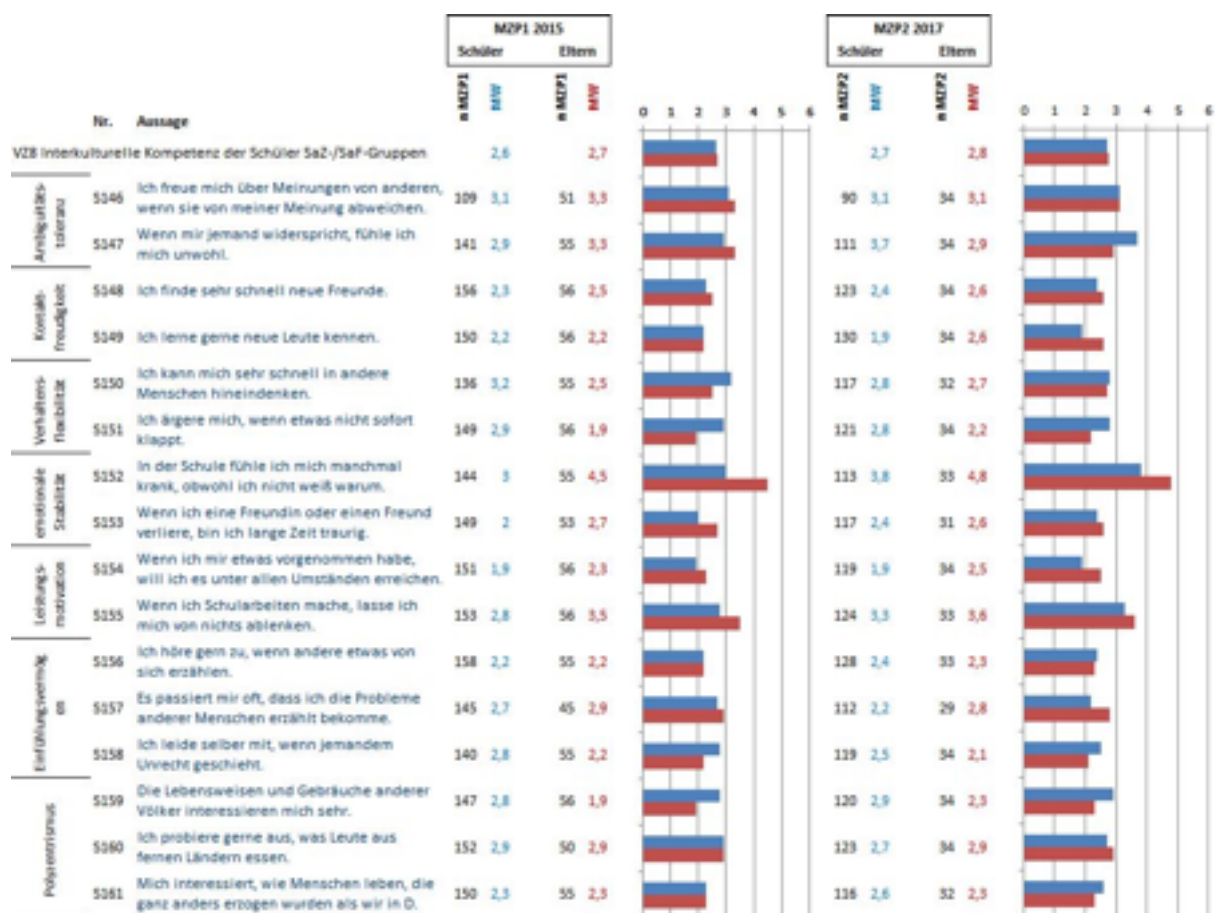 MZP1 2015 MZP2 2017
Schüler Eltern Schüler Eltern
Nr. Aussage n MZP1 MW n MZP1 MW 0 1 2 3 4 5 6 n MZP2 MW n MZP2 MW 0 1 2 3 4 5 6
VZ8 Interkulturelle Kompetenz der Schüler SaZ-/SaF-Gruppen 2,6 2,7 2,7 2,8
Ambiguitäts-
toleranz
S146 Ich freue mich über Meinungen von anderen,
wenn sie von meiner Meinung abweichen. 109 3,1 51 3,3 90 3,1 34 3,1
S147 Wenn mir jemand widerspricht, fühle ich
mich unwohl. 141 2,9 55 3,3 111 3,7 34 2,9
Kontakt-
freudigkeit
S148 Ich finde sehr schnell neue Freunde. 156 2,3 56 2,5 123 2,4 34 2,6
S149 Ich lerne gerne neue Leute kennen. 150 2,2 56 2,2 130 1,9 34 2,6
Verhaltens-
flexibilität
S150 Ich kann mich sehr schnell in andere
Menschen hineindenken. 136 3,2 55 2,5 117 2,8 32 2,7
S151 Ich ärgere mich, wenn etwas nicht sofort
klappt. 149 2,9 56 1,9 121 2,8 34 2,2
emotionale
Stabilität
S152 In der Schule fühle ich mich manchmal
krank, obwohl ich nicht weiß warum. 144 3 55 4,5 113 3,8 33 4,8
S153 Wenn ich eine Freundin oder einen Freund
verliere, bin ich lange Zeit traurig. 149 2 53 2,7 117 2,4 31 2,6
Leistungs-
motivation
S154 Wenn ich mir etwas vorgenommen habe,
will ich es unter allen Umständen erreichen. 151 1,9 56 2,3 119 1,9 34 2,5
S155 Wenn ich Schularbeiten mache, lasse ich
mich von nichts ablenken. 153 2,8 56 3,5 124 3,3 33 3,6
Einfühlungsvermög
en
S156 Ich höre gern zu, wenn andere etwas von
sich erzählen. 158 2,2 55 2,2 128 2,4 33 2,3
S157 Es passiert mir oft, dass ich die Probleme
anderer Menschen erzählt bekomme. 145 2,7 45 2,9 112 2,2 29 2,8
S158 Ich leide selber mit, wenn jemandem
Unrecht geschieht. 140 2,8 55 2,2 119 2,5 34 2,1
Polyzentrismus
S159 Die Lebensweisen und Gebräuche anderer
Völker interessieren mich sehr. 147 2,8 56 1,9 120 2,9 34 2,3
S160 Ich probiere gerne aus, was Leute aus
fernen Ländern essen. 152 2,9 50 2,9 123 2,7 34 2,9
S161 Mich interessiert, wie Menschen leben, die
ganz anders erzogen wurden als wir in D. 150 2,3 55 2,3 116 2,6 32 2,3